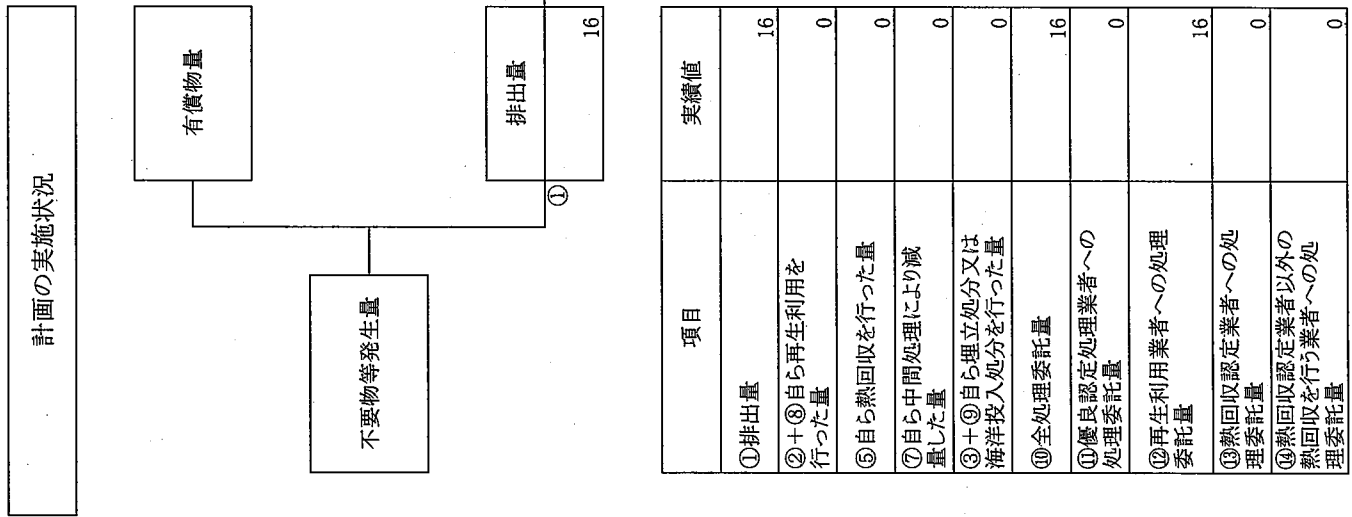 計画の実施状況
有償物量
不要物等発生量
①
排出量
16
項目
実績値
①排出量
16
②+⑧自ら再生利用を
行った量
0
⑤自ら熱回収を行った量
0
⑦自ら中間処理により減
量した量
0
③+⑨自ら埋立処分又は
海洋投入処分を行った量
0
⑩全処理委託量
16
⑪優良認定処理業者への
処理委託量
0
⑫再生利用業者への処理
委託量
16
⑬熱回収認定業者への処
理委託量
0
⑭熱回収認定業者以外の
熱回収を行う業者への処
理委託量
0